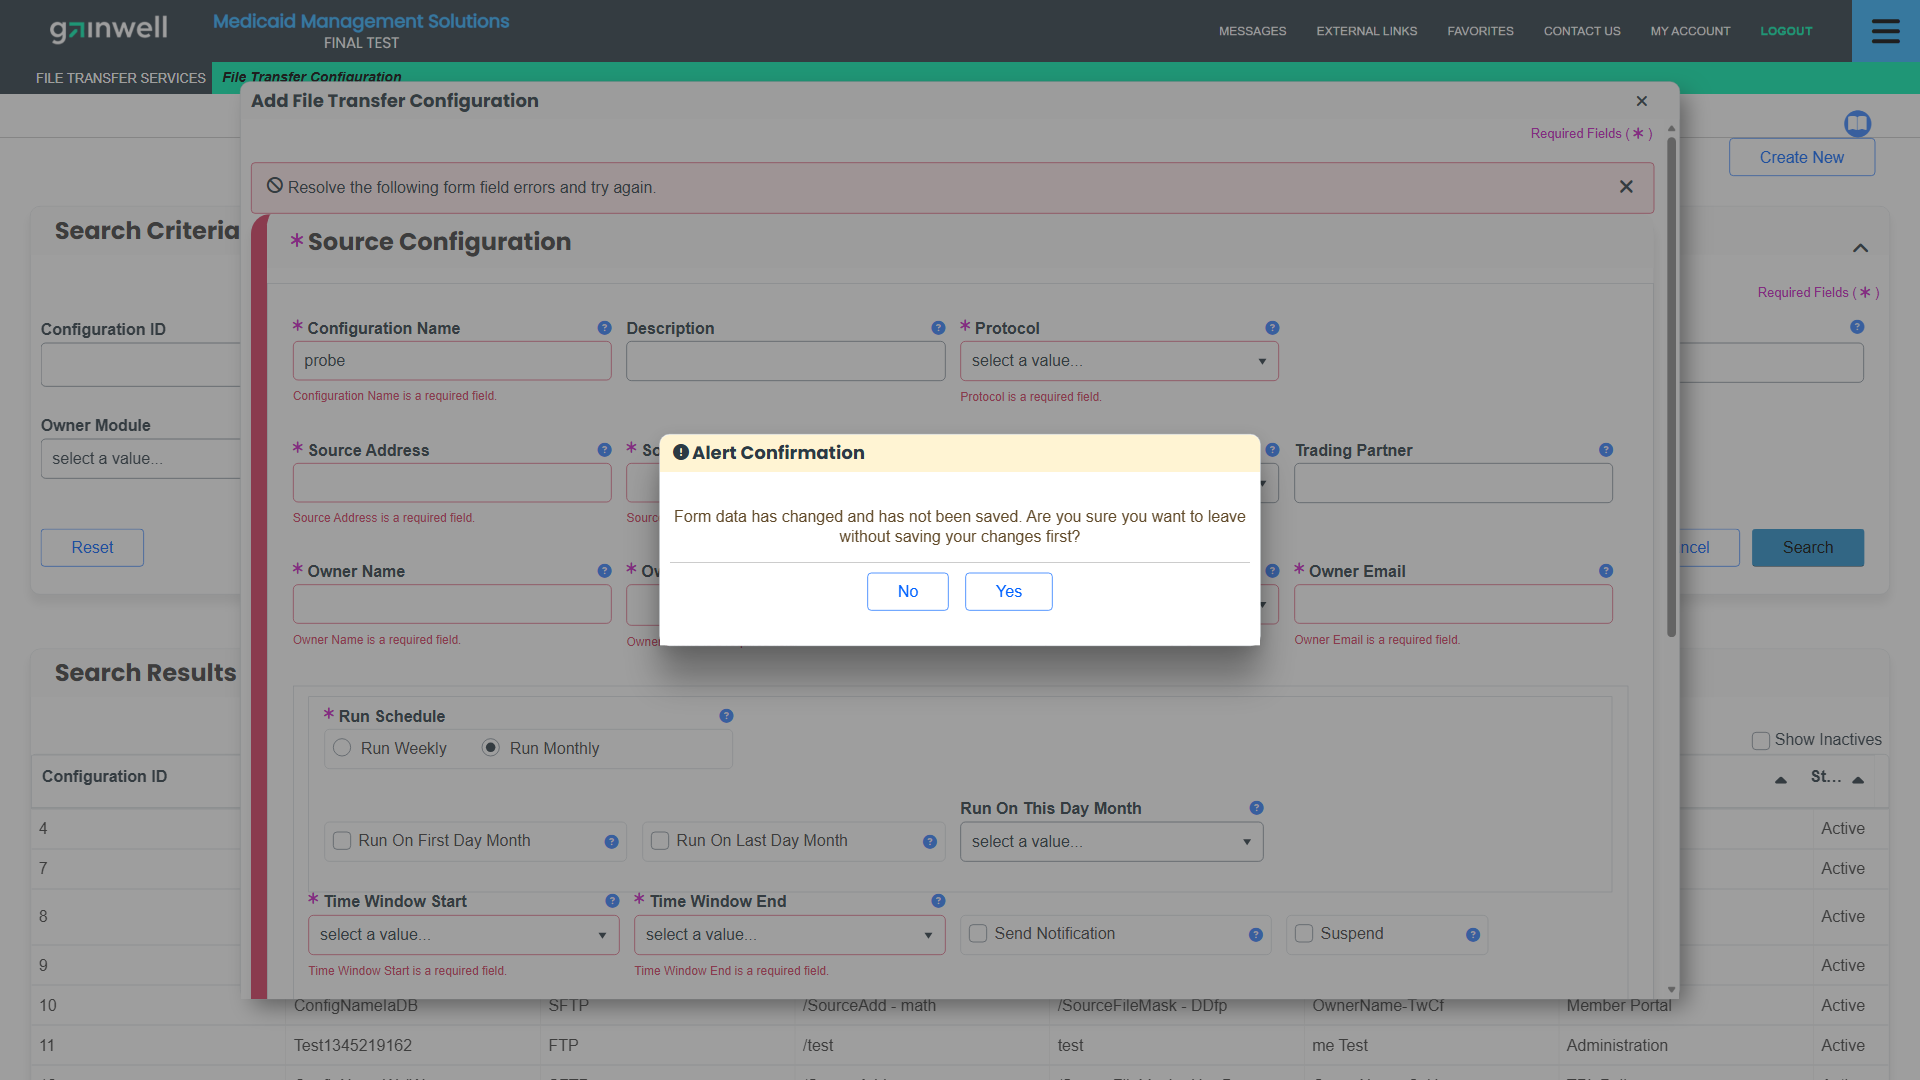 gainwell
Medicaid Management Solutions
FINAL TEST
MESSAGES
EXTERNAL LINKS
FAVORITES
CONTACT US
MY ACCOUNT
LOGOUT
FILE TRANSFER SERVICES
File Transfer Configuration
Add File Transfer Configuration
Required Fields ( * )
Create New
Resolve the following form field errors and try again.
Search Criteria
* Source Configuration
Required Fields ( * )
Configuration ID
* Configuration Name
Description
* Protocol
probe
select a value...
Configuration Name is a required field.
Protocol is a required field.
Owner Module
select a value...
* Source Address
* So
Trading Partner
Source Address is a required field.
Sourc
Alert Confirmation
Form data has changed and has not been saved. Are you sure you want to leave
without saving your changes first?
No
Yes
Reset
ncel
Search
* Owner Name
* Ow
* Owner Email
Owner Name is a required field.
Owne
Owner Email is a required field.
Search Results
* Run Schedule
Run Weekly
Run Monthly
Show Inactives
Configuration ID
St...
Run On This Day Month
Run On First Day Month
Run On Last Day Month
select a value...
4
Active
7
Active
* Time Window Start
* Time Window End
8
Active
select a value...
select a value...
Send Notification
Suspend
Time Window Start is a required field.
Time Window End is a required field.
9
Active
10
ConfigNameIaDB
SFTP
/SourceAdd - math
/SourceFileMask - DDfp
OwnerName-TwCf
Member Portal
Active
11
Test1345219162
FTP
/test
test
me Test
Administration
Active